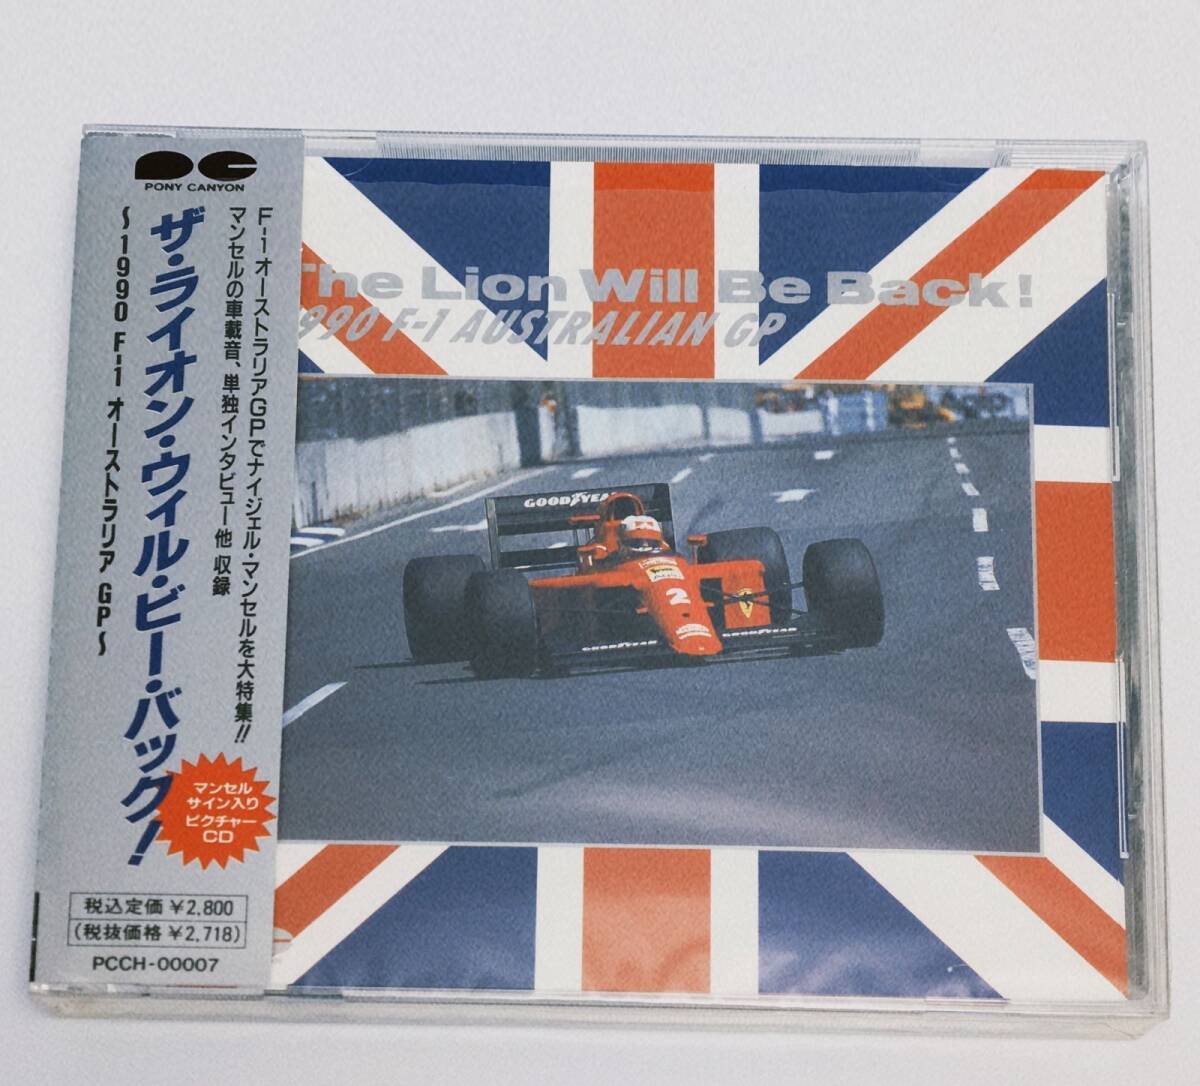 PONY CANYON
F-1オーストラリアGPでナイジェル・マンセルを大特集!!
マンセルの車載音、単独インタビュー他 収録
ザ・ライオン・ウィル・ビー・バック!
〜1990 F-1 オーストラリア GP〜
マンセル
サイン入り
ピクチャー
CD
税込定価 ¥2,800
(税抜価格 ¥2,718)
PCCH-00007
The Lion Will Be Back!
990 F-1 AUSTRALIAN GP
GOODYEAR
2
GOODYEAR
GOODYEAR